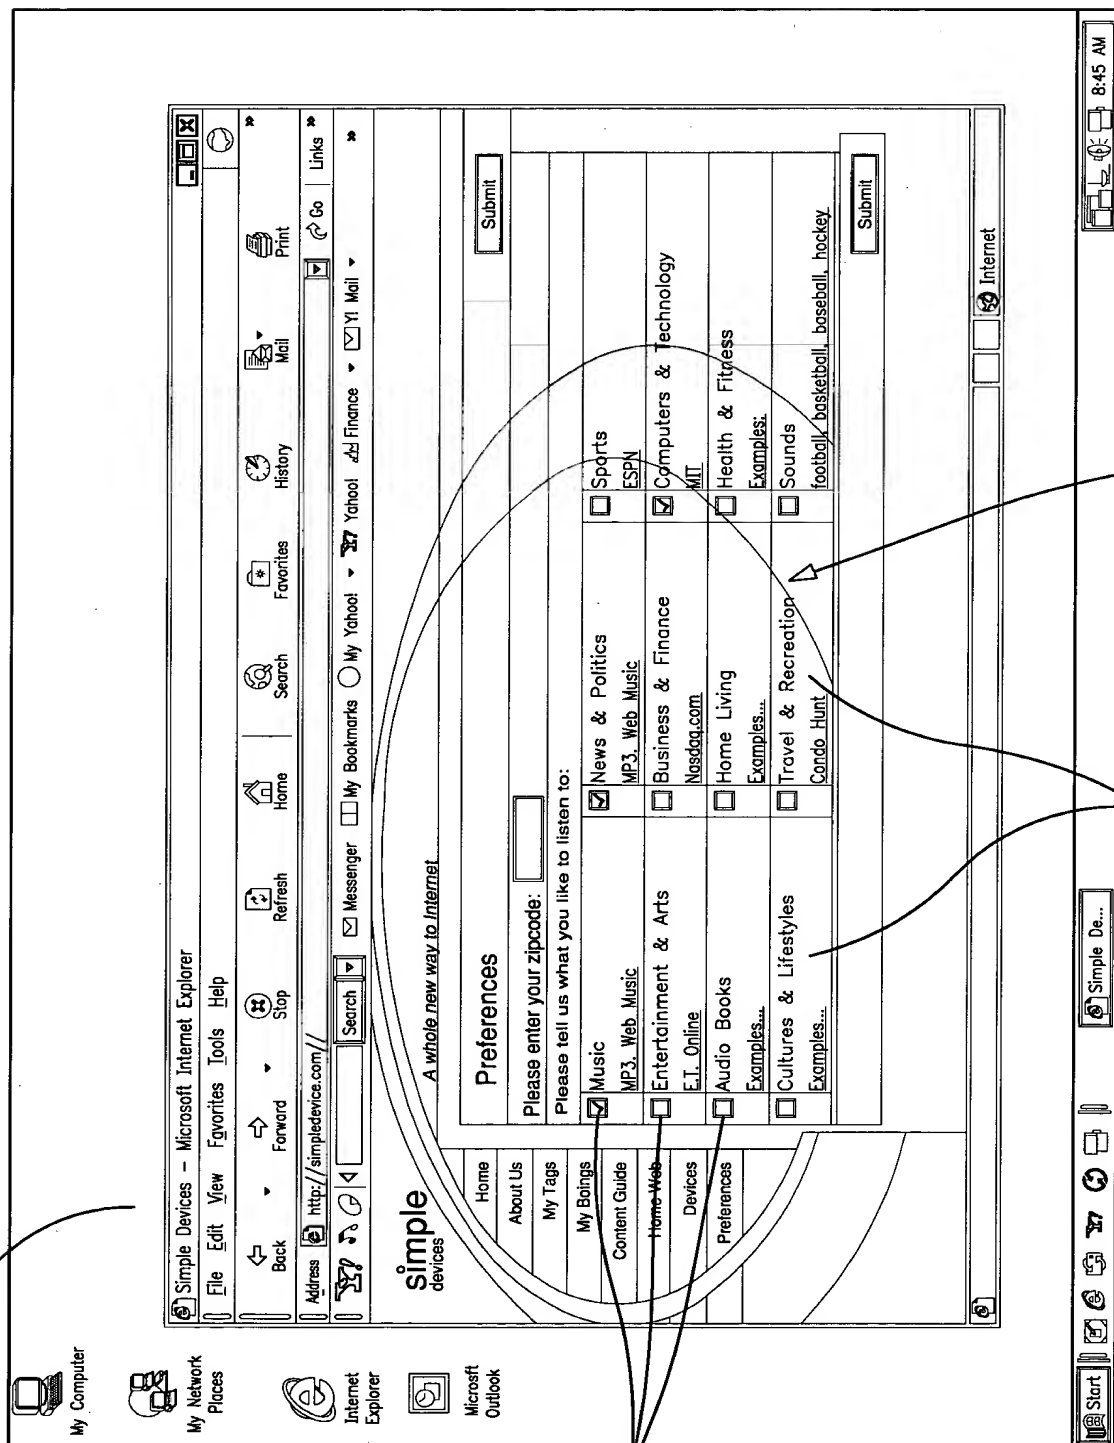 My Computer
My Network
Places
Internet
Explorer
Microsft
Outlook
Simple Devices – Microsoft Internet Explorer
File Edit View Favorites Tools Help
Back Forward Stop Refresh Home Search Favorites History Mail Print »
Address http://simpledevice.com// Go Links »
Y! Search Messenger My Bookmarks My Yahoo! Y7 Yahoo! Finance Y! Mail »
simple
devices
A whole new way to Internet
Home
About Us
My Tags
My Boings
Content Guide
Home Web
Devices
Preferences
Preferences Submit
Please enter your zipcode:
Please tell us what you like to listen to:
Music News & Politics Sports
MP3, Web Music MP3, Web Music ESPN
Entertainment & Arts Business & Finance Computers & Technology
E.T. Online Nasdaq.com MIT
Audio Books Home Living Health & Fitness
Examples... Examples... Examples:
Cultures & Lifestyles Travel & Recreation Sounds
Examples... Condo Hunt football, basketball, baseball, hockey
Submit
Internet
Start Y7 Simple De... 8:45 AM